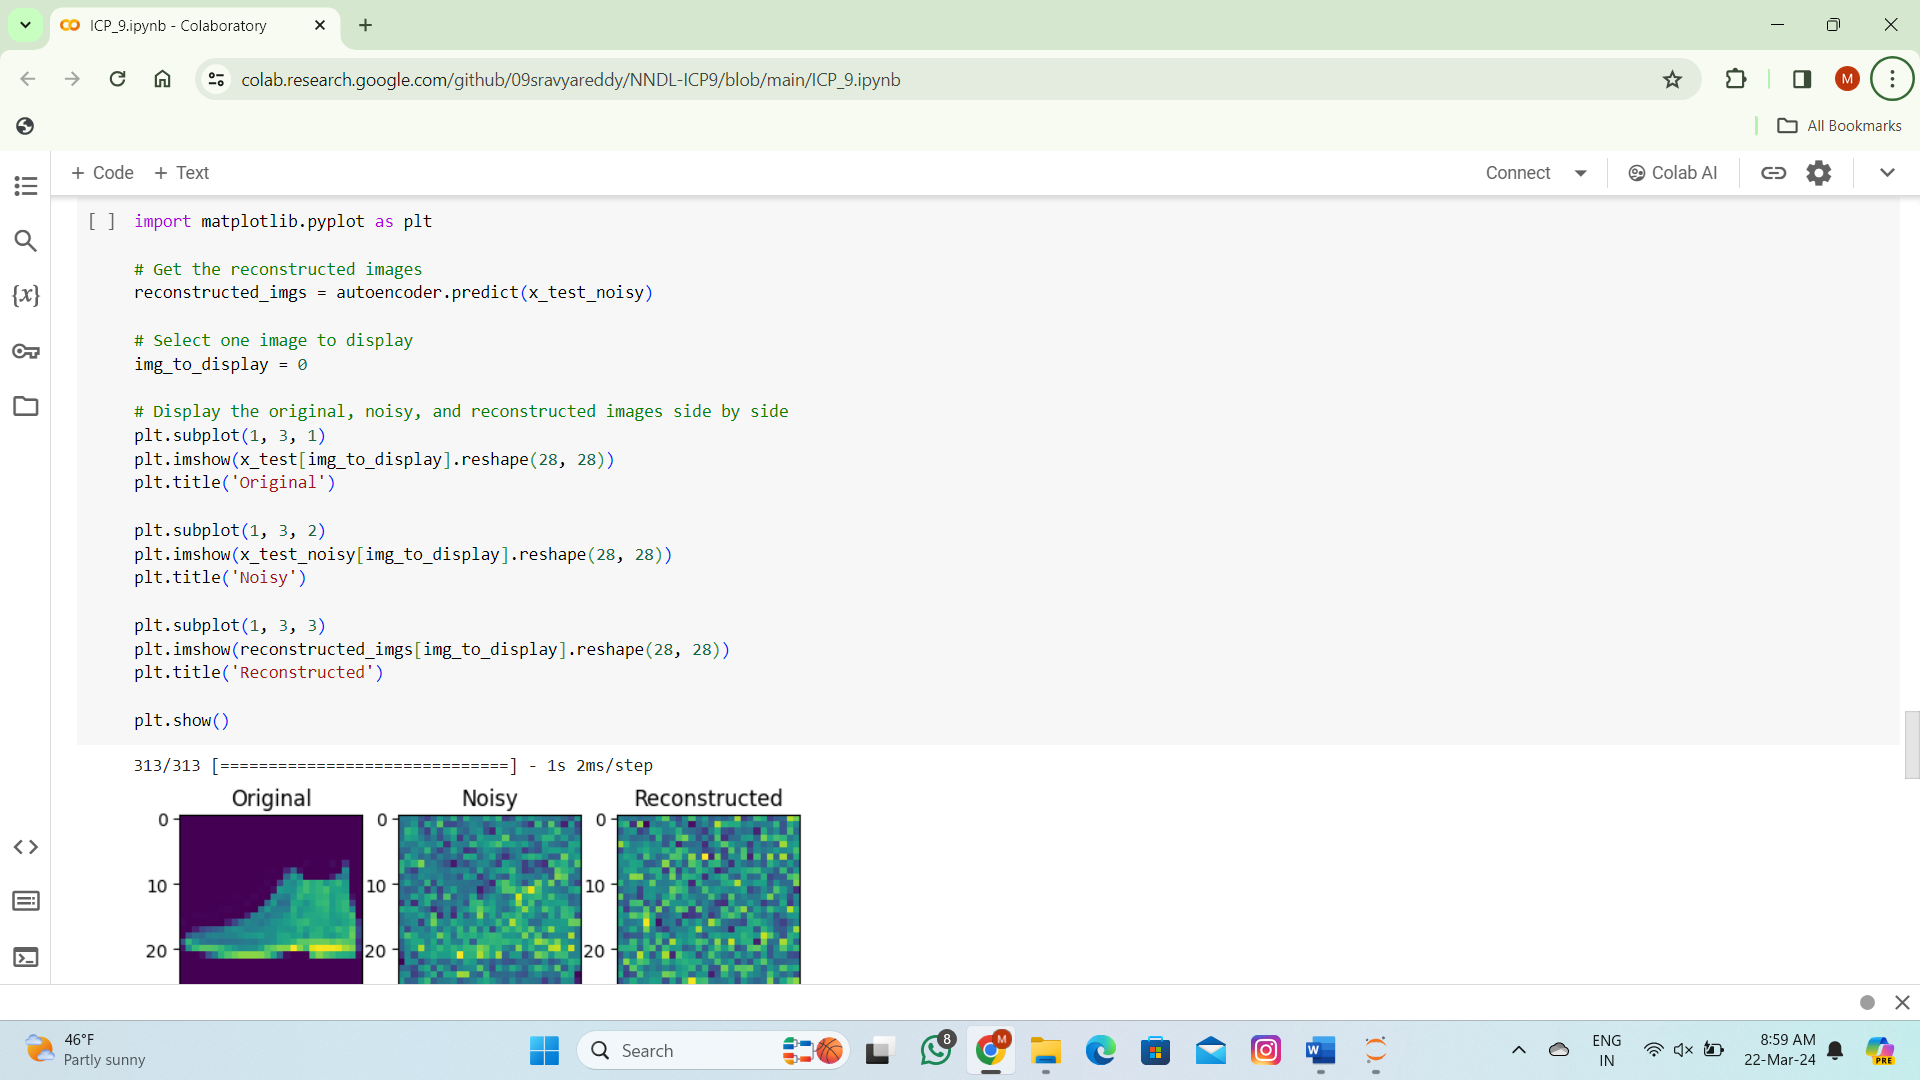 ICP_9.ipynb - Colaboratory
colab.research.google.com/github/09sravyareddy/NNDL-ICP9/blob/main/ICP_9.ipynb
M
All Bookmarks
+ Code + Text
Connect
Colab AI
[ ] import matplotlib.pyplot as plt
# Get the reconstructed images
reconstructed_imgs = autoencoder.predict(x_test_noisy)
# Select one image to display
img_to_display = 0
# Display the original, noisy, and reconstructed images side by side
plt.subplot(1, 3, 1)
plt.imshow(x_test[img_to_display].reshape(28, 28))
plt.title('Original')
plt.subplot(1, 3, 2)
plt.imshow(x_test_noisy[img_to_display].reshape(28, 28))
plt.title('Noisy')
plt.subplot(1, 3, 3)
plt.imshow(reconstructed_imgs[img_to_display].reshape(28, 28))
plt.title('Reconstructed')
plt.show()
313/313 [==============================] - 1s 2ms/step
Original Noisy Reconstructed
0 0 0
10 10 10
20 20 20
{x}
46°F
Partly sunny
Search
8
M
W
ENG
IN
8:59 AM
22-Mar-24
PRE